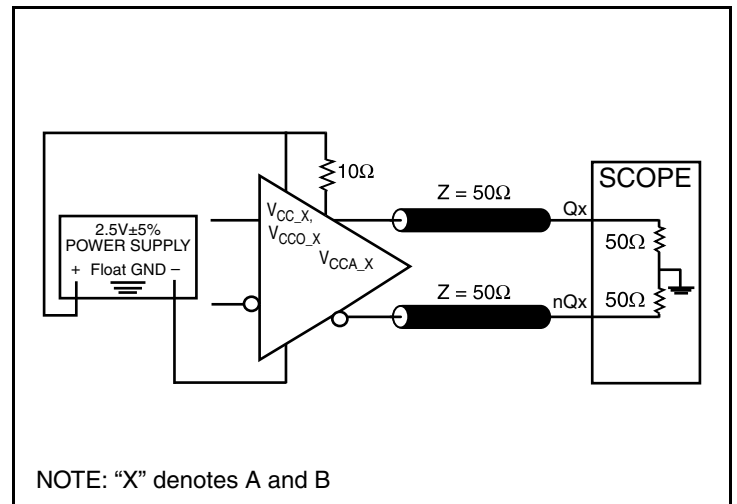 2.5V±5%
POWER SUPPLY
+ Float GND –
VCC_X,
VCCO_X
VCCA_X
10Ω
Z = 50Ω
Qx
Z = 50Ω
nQx
SCOPE
50Ω
50Ω
NOTE: “X” denotes A and B